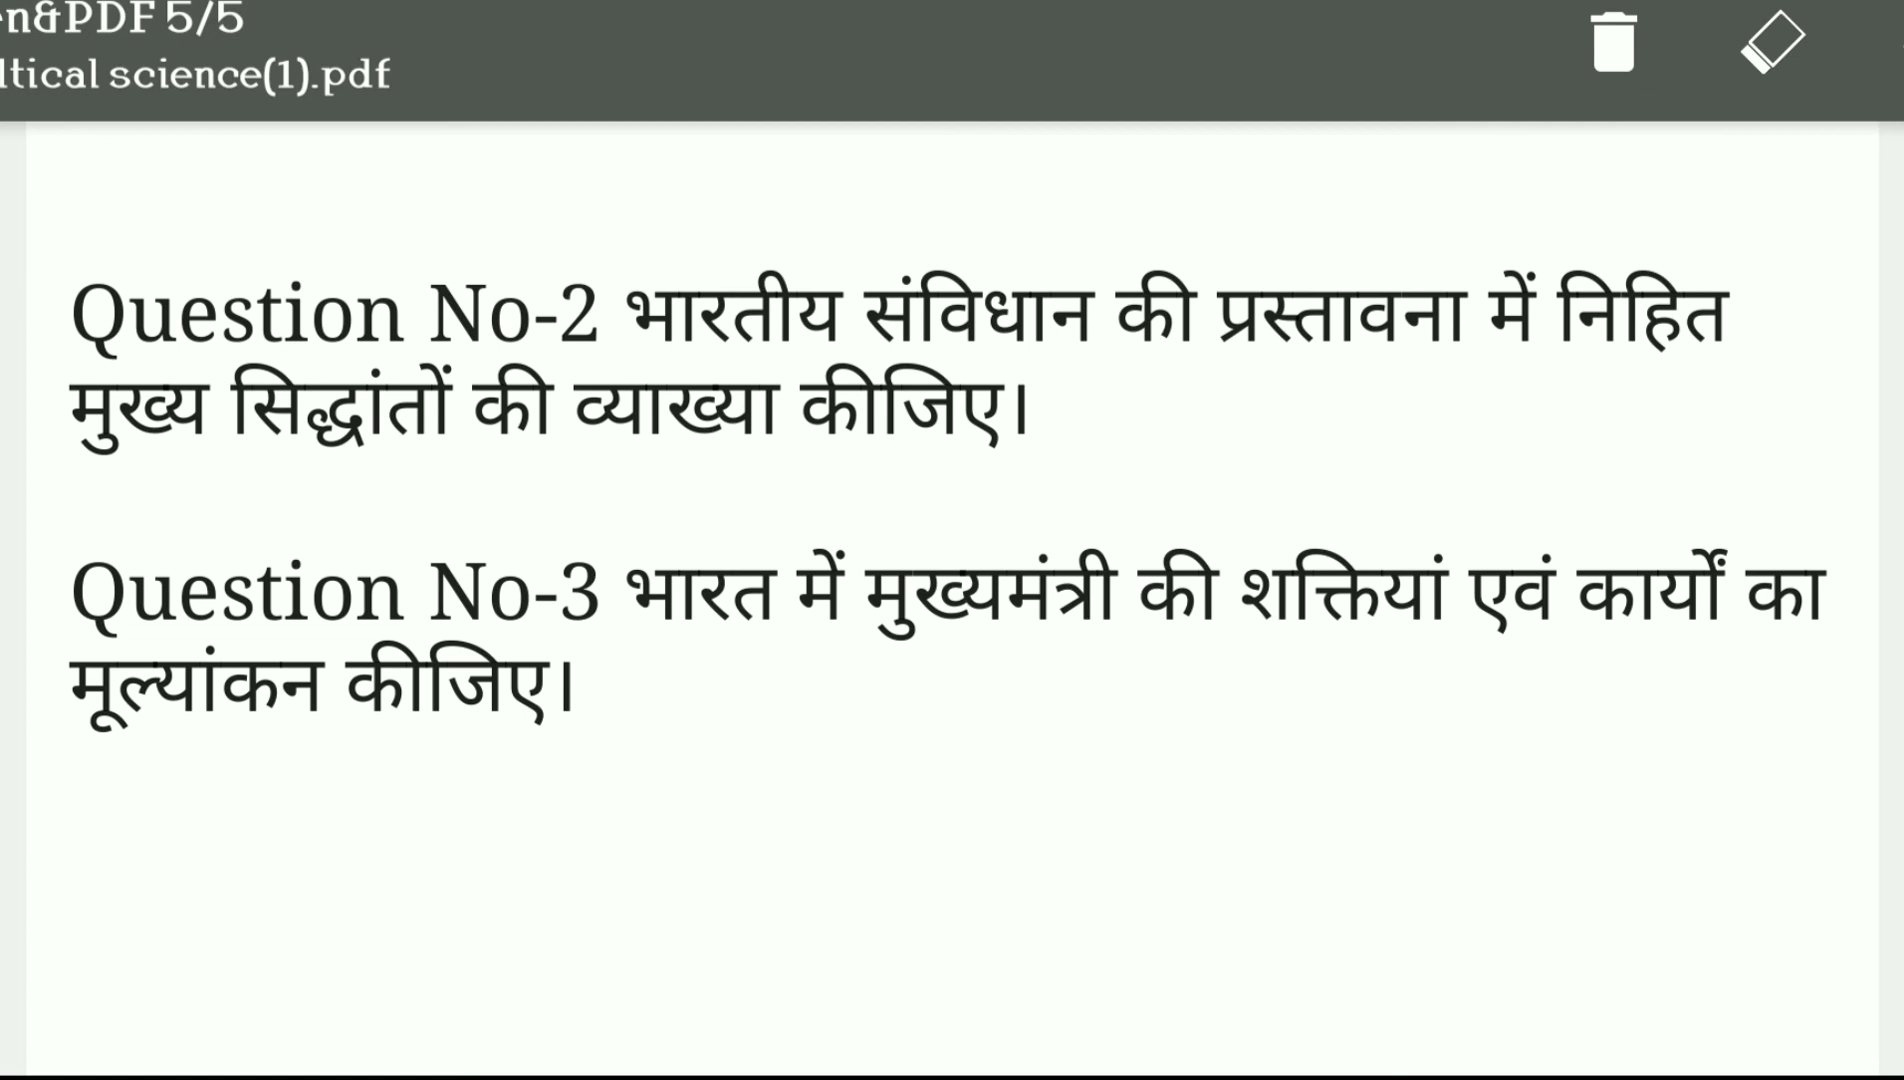 n&PDF 5/5
ltical science(1).pdf
Question No-2 भारतीय संविधान की प्रस्तावना में निहित
मुख्य सिद्धांतों की व्याख्या कीजिए।
Question No-3 भारत में मुख्यमंत्री की शक्तियां एवं कार्यों का
मूल्यांकन कीजिए।